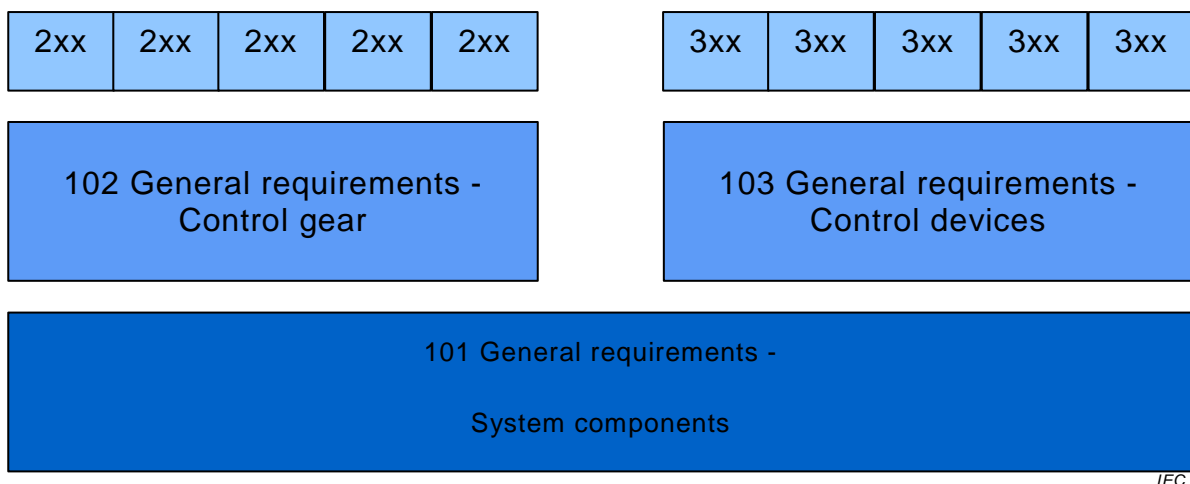 2xx 2xx 2xx 2xx 2xx 3xx 3xx 3xx 3xx 3xx
102 General requirements -
Control gear
103 General requirements -
Control devices
101 General requirements -
System components
IEC